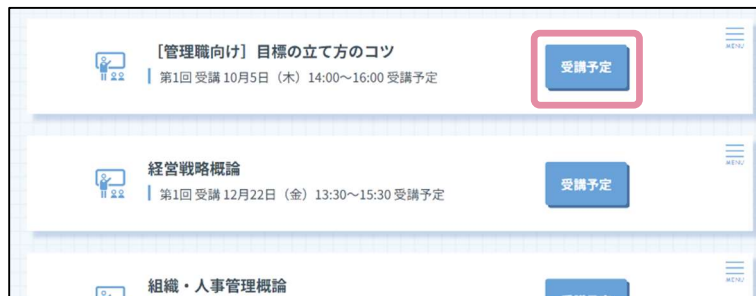 ［管理職向け］目標の立て方のコツ
第1回 受講 10月5日（木）14:00～16:00 受講予定
受講予定
MENU
経営戦略概論
第1回 受講 12月22日（金）13:30～15:30 受講予定
受講予定
MENU
組織・人事管理概論
MENU